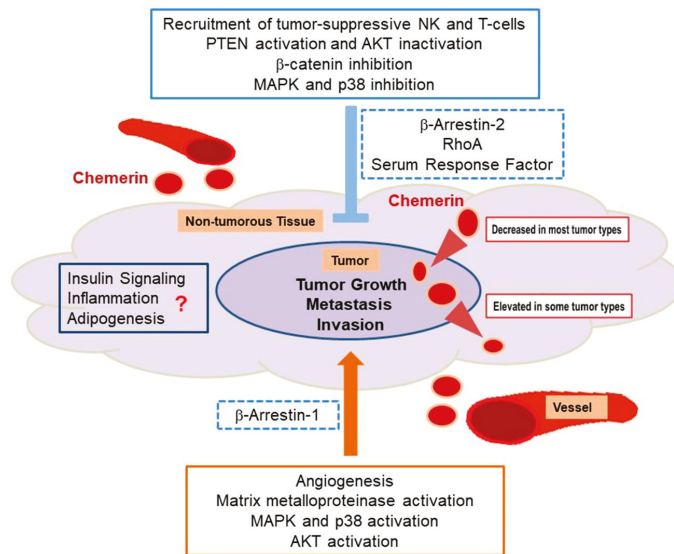 Recruitment of tumor-suppressive NK and T-cells
PTEN activation and AKT inactivation
β-catenin inhibition
MAPK and p38 inhibition
β-Arrestin-2
RhoA
Serum Response Factor
Chemerin
Chemerin
Non-tumorous Tissue
Decreased in most tumor types
Tumor
Tumor Growth
Metastasis
Invasion
Insulin Signaling
Inflammation
Adipogenesis
?
Elevated in some tumor types
β-Arrestin-1
Vessel
Angiogenesis
Matrix metalloproteinase activation
MAPK and p38 activation
AKT activation